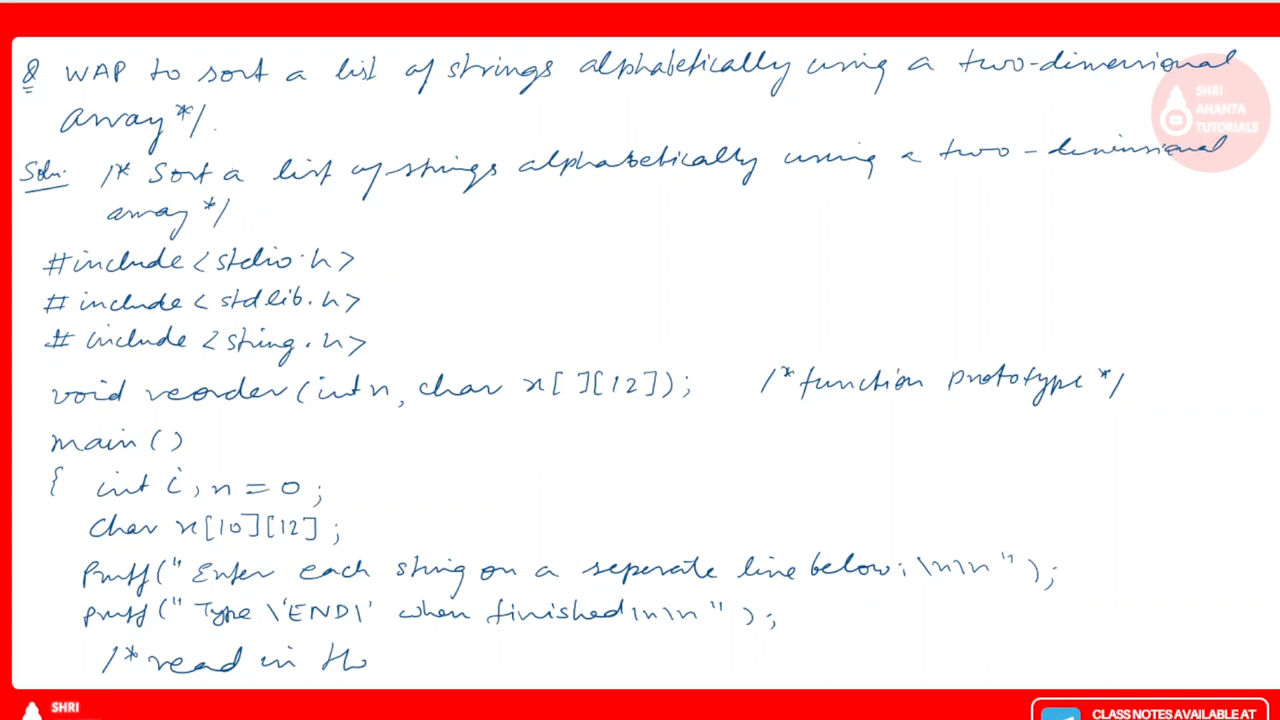 Q WAP to sort a list of strings alphabetically using a two-dimensional
array*/.
Soln. /* Sort a list of strings alphabetically using a two-dimensional
array */
#include <stdio.h>
# include < stdlib.h>
# include <string.h>
void reorder(int n, char x[ ][12]); /*function prototype */
main ()
{ int i, n = 0;
char x[10][12];
printf(" Enter each string on a seperate line below: \n\n ");
printf(" Type \'END\' when finished \n\n ");
/* read in the
SHRI
ANANTA
TUTORIALS
SHRI
CLASS NOTES AVAILABLE AT